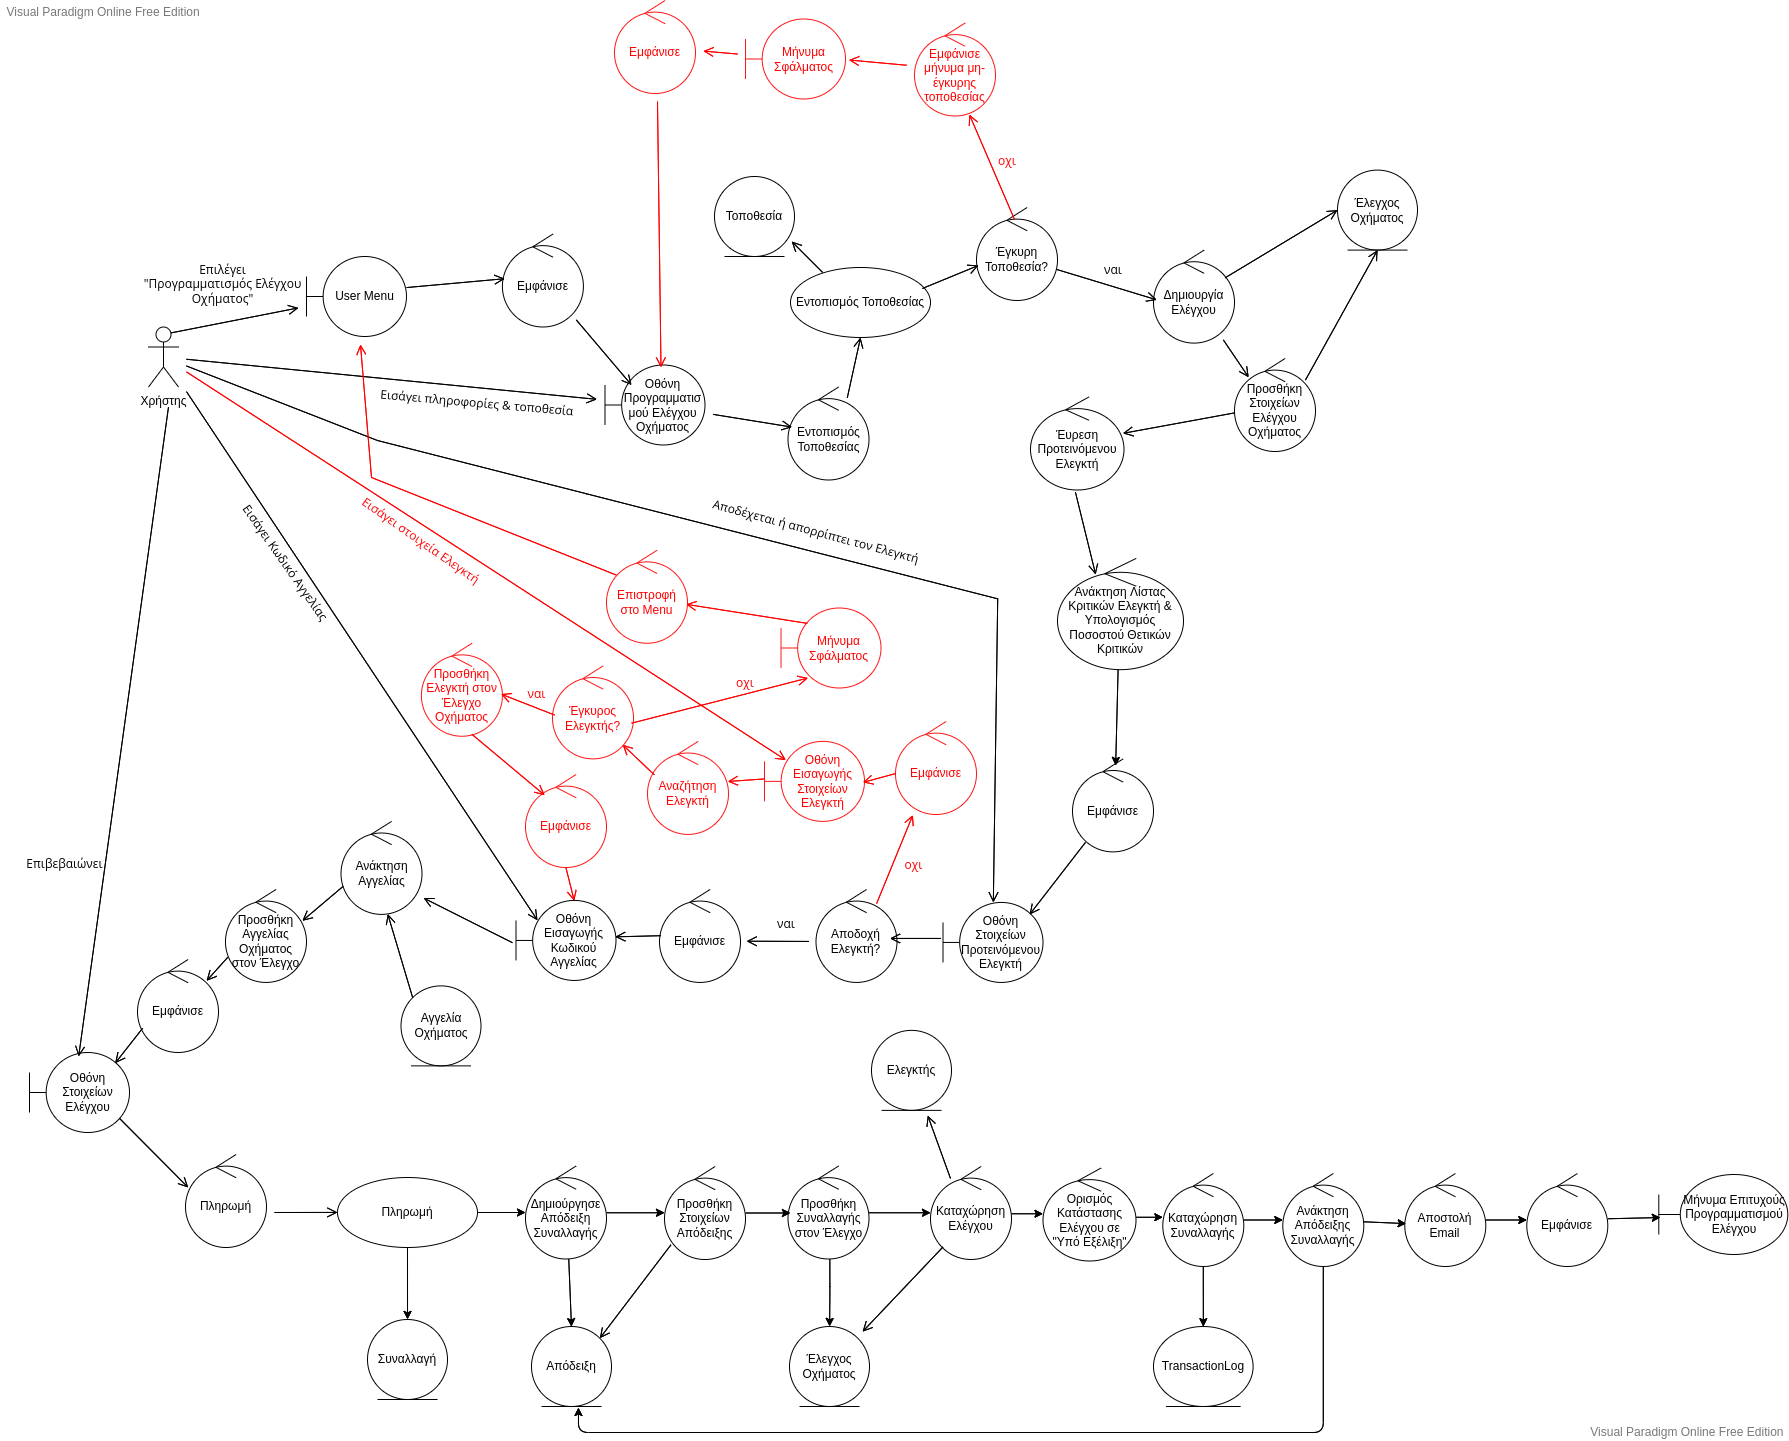 Visual Paradigm Online Free Edition
Εμφάνισε
Μήνυμα
Σφάλματος
Εμφάνισε
μήνυμα μη-
έγκυρης
τοποθεσίας
οχι
Τοποθεσία
Έλεγχος
Οχήματος
Επιλέγει
"Προγραμματισμός Ελέγχου
Οχήματος"
User Menu
Εμφάνισε
Εντοπισμός Τοποθεσίας
Έγκυρη
Τοποθεσία?
ναι
Δημιουργία
Ελέγχου
Χρήστης
Εισάγει πληροφορίες & τοποθεσία
Οθόνη
Προγραμματισ
μού Ελέγχου
Οχήματος
Εντοπισμός
Τοποθεσίας
Προσθήκη
Στοιχείων
Ελέγχου
Οχήματος
Έυρεση
Προτεινόμενου
Ελεγκτή
Εισάγει Κωδικό Αγγελίας
Εισάγει στοιχεία Ελεγκτή
Αποδέχεται ή απορρίπτει τον Ελεγκτή
Ανάκτηση Λίστας
Κριτικών Ελεγκτή &
Υπολογισμός
Ποσοστού Θετικών
Κριτικών
Επιστροφή
στο Menu
Μήνυμα
Σφάλματος
Προσθήκη
Ελεγκτή στον
Έλεγχο
Οχήματος
ναι
Έγκυρος
Ελεγκτής?
οχι
Αναζήτηση
Ελεγκτή
Οθόνη
Εισαγωγής
Στοιχείων
Ελεγκτή
Εμφάνισε
Εμφάνισε
Εμφάνισε
οχι
Επιβεβαιώνει
Ανάκτηση
Αγγελίας
Προσθήκη
Αγγελίας
Οχήματος
στον Έλεγχο
Οθόνη
Εισαγωγής
Κωδικού
Αγγελίας
Εμφάνισε
ναι
Αποδοχή
Ελεγκτή?
Οθόνη
Στοιχείων
Προτεινόμενου
Ελεγκτή
Εμφάνισε
Αγγελία
Οχήματος
Οθόνη
Στοιχείων
Ελέγχου
Ελεγκτής
Πληρωμή
Πληρωμή
Δημιούργησε
Απόδειξη
Συναλλαγής
Προσθήκη
Στοιχείων
Απόδειξης
Προσθήκη
Συναλλαγής
στον Έλεγχο
Καταχώρηση
Ελέγχου
Ορισμός
Κατάστασης
Ελέγχου σε
"Υπό Εξέλιξη"
Καταχώρηση
Συναλλαγής
Ανάκτηση
Απόδειξης
Συναλλαγής
Αποστολή
Email
Εμφάνισε
Μήνυμα Επιτυχούς
Προγραμματισμού
Ελέγχου
Συναλλαγή
Απόδειξη
Έλεγχος
Οχήματος
TransactionLog
Visual Paradigm Online Free Edition